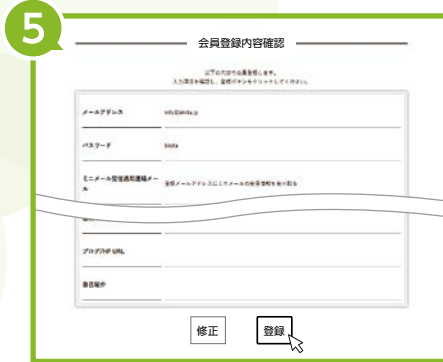 5
会員登録内容確認
以下の内容で会員登録します。
入力項目を確認し、登録ボタンをクリックしてください。
メールアドレス
パスワード
ミニメール受信通知連絡メール
登録メールアドレスにミニメールの受信情報を受け取る
ブログ/HP URL
自己紹介
修正
登録